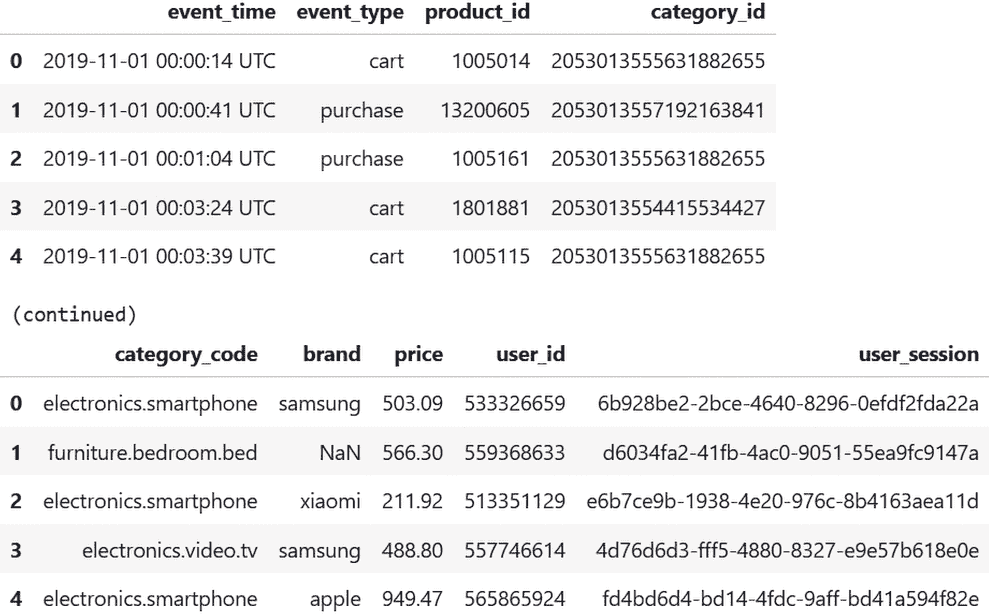 event_time event_type product_id category_id
0 2019-11-01 00:00:14 UTC cart 1005014 2053013555631882655
1 2019-11-01 00:00:41 UTC purchase 13200605 2053013557192163841
2 2019-11-01 00:01:04 UTC purchase 1005161 2053013555631882655
3 2019-11-01 00:03:24 UTC cart 1801881 2053013554415534427
4 2019-11-01 00:03:39 UTC cart 1005115 2053013555631882655
(continued)
category_code brand price user_id user_session
0 electronics.smartphone samsung 503.09 533326659 6b928be2-2bce-4640-8296-0efdf2fda22a
1 furniture.bedroom.bed NaN 566.30 559368633 d6034fa2-41fb-4ac0-9051-55ea9fc9147a
2 electronics.smartphone xiaomi 211.92 513351129 e6b7ce9b-1938-4e20-976c-8b4163aea11d
3 electronics.video.tv samsung 488.80 557746614 4d76d6d3-fff5-4880-8327-e9e57b618e0e
4 electronics.smartphone apple 949.47 565865924 fd4bd6d4-bd14-4fdc-9aff-bd41a594f82e